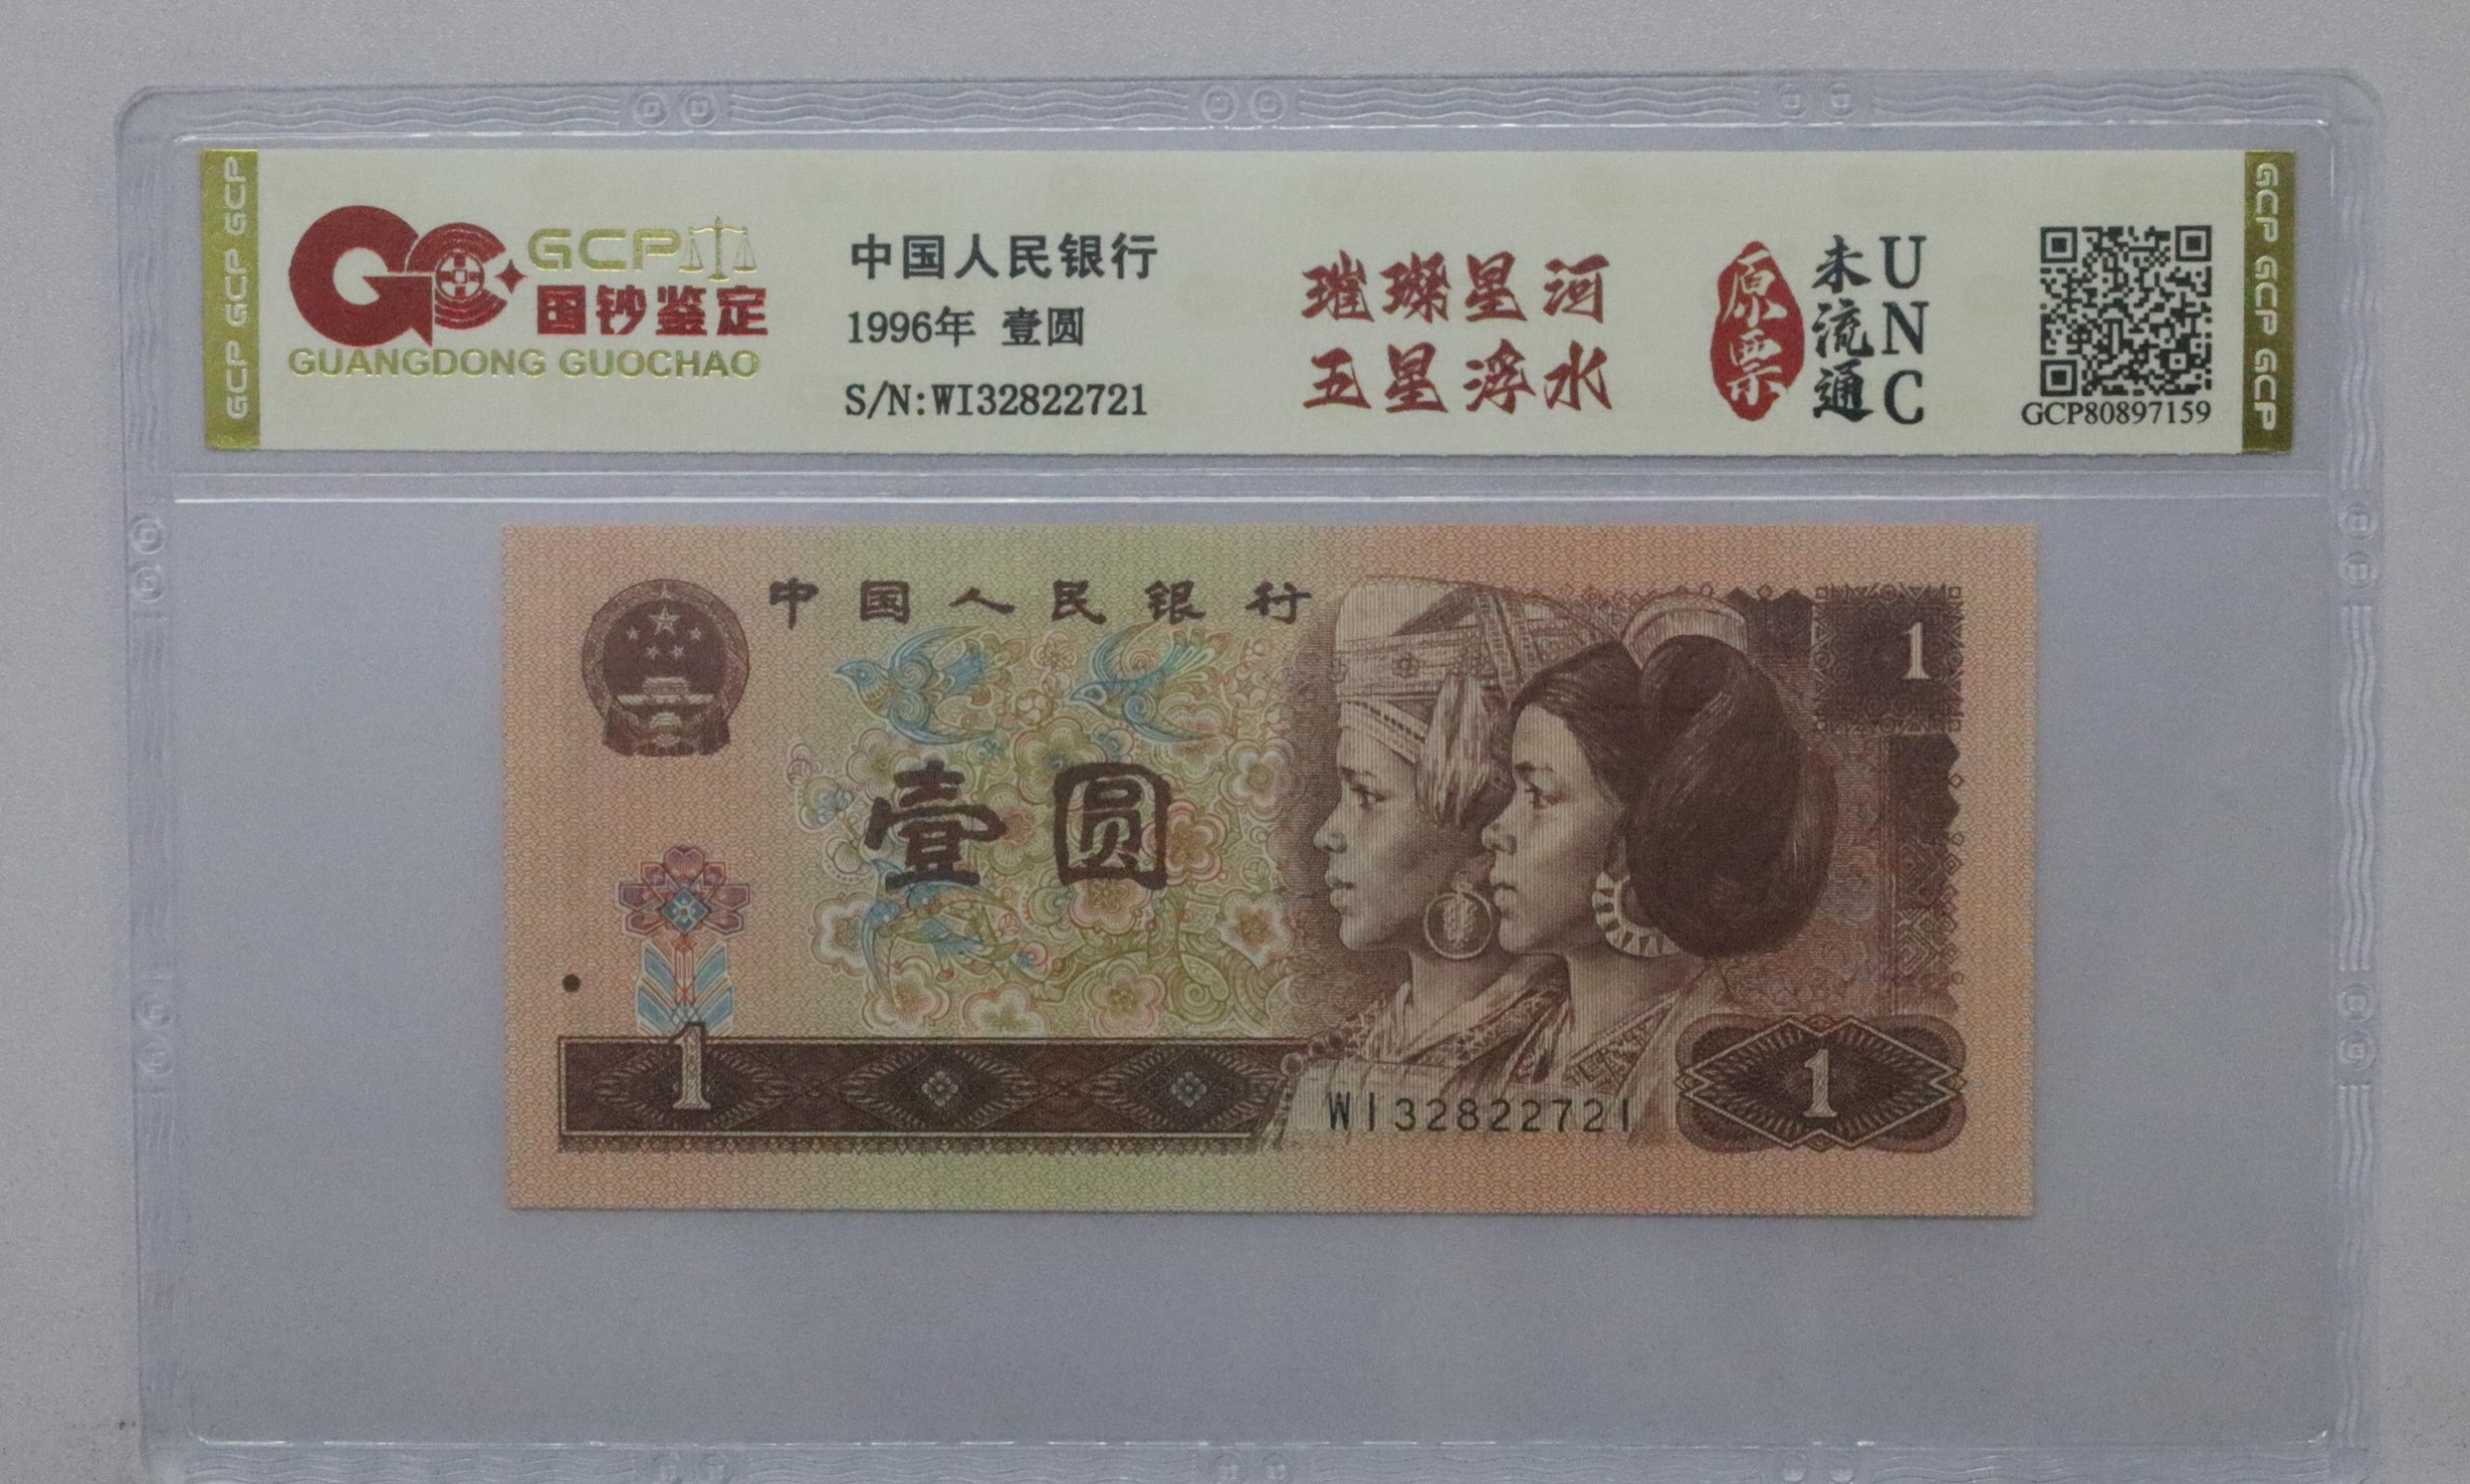 GCP GCP GCP
GCP
国钞鉴定
GUANGDONG GUOCHAO
中国人民银行
1996年 壹圆
S/N:WI32822721
璀璨星河
五星浮水
原票
未流通
UNC
GCP80897159
GCP GCP GCP
中国人民银行
1
壹圆
1
WI32822721
1